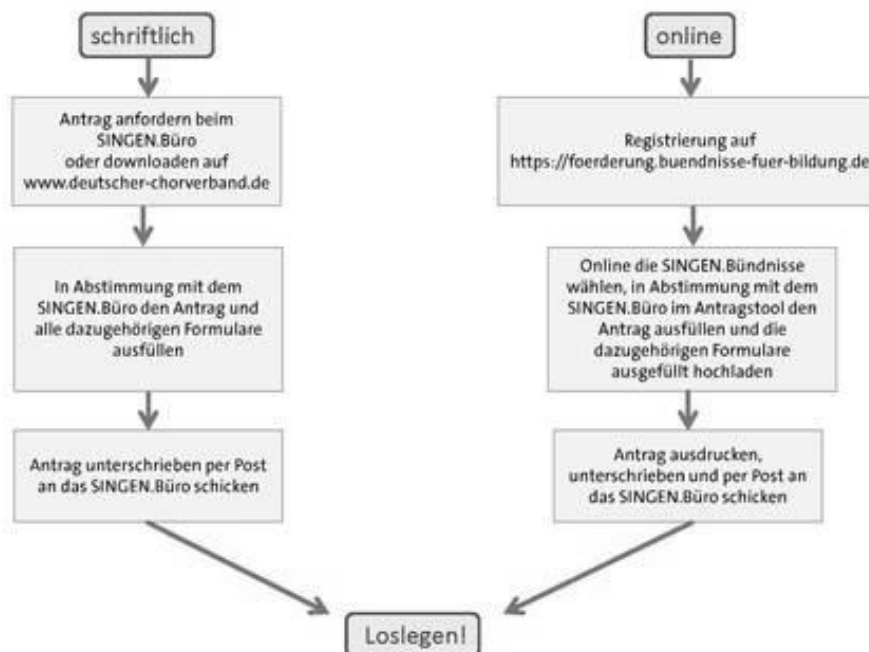 schriftlich
Antrag anfordern beim
SINGEN.Büro
oder downloaden auf
www.deutscher-chorverband.de
In Abstimmung mit dem
SINGEN.Büro den Antrag und
alle dazugehörigen Formulare
ausfüllen
Antrag unterschrieben per Post
an das SINGEN.Büro schicken
online
Registrierung auf
https://foerderung.buendnisse-fuer-bildung.de
Online die SINGEN.Bündnisse
wählen, in Abstimmung mit dem
SINGEN.Büro im Antragstool den
Antrag ausfüllen und die
dazugehörigen Formulare
ausgefüllt hochladen
Antrag ausdrucken,
unterschrieben und per Post an
das SINGEN.Büro schicken
Loslegen!